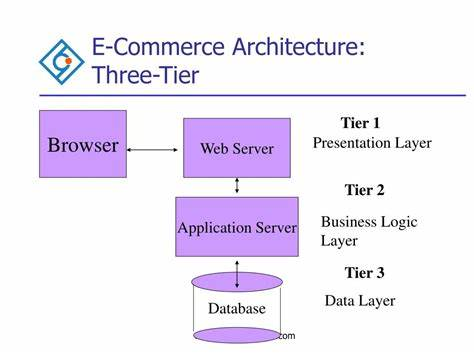 E-Commerce Architecture:
Three-Tier
Browser
Web Server
Tier 1
Presentation Layer
Application Server
Tier 2
Business Logic
Layer
Database
Tier 3
Data Layer
com